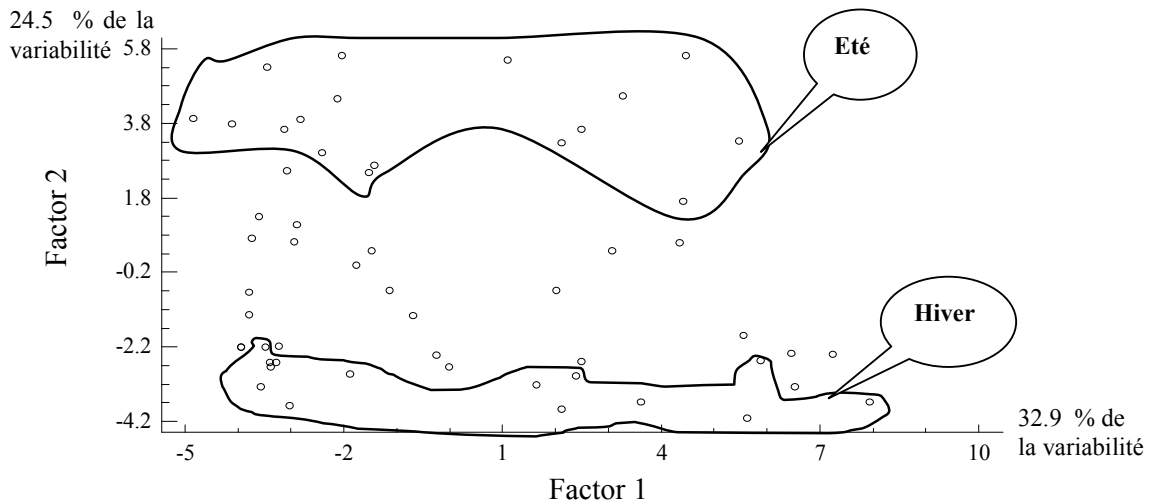 24.5 % de la
variabilité
5.8
3.8
1.8
-0.2
-2.2
-4.2
Factor 2
Eté
Hiver
-5
-2
1
4
7
10
Factor 1
32.9 % de
la variabilité